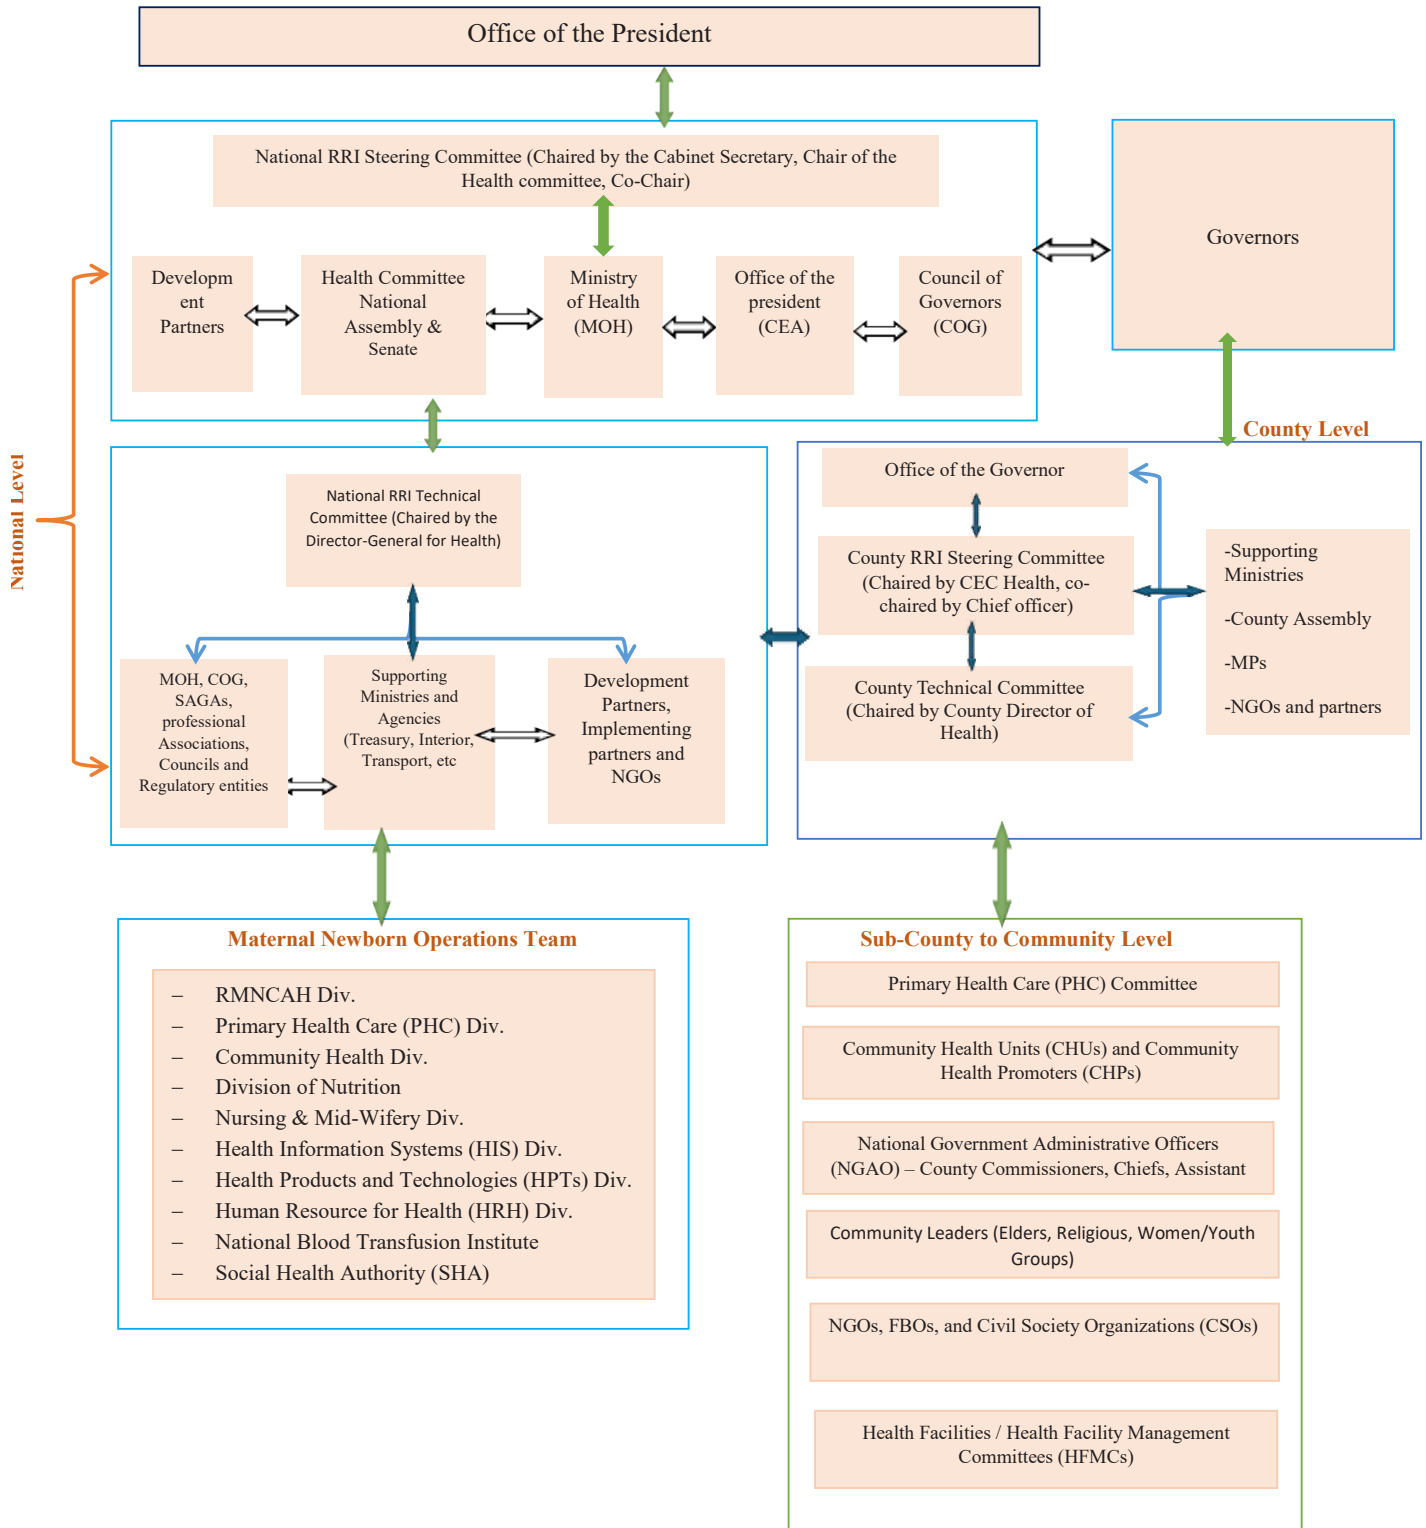 Office of the President
National RRI Steering Committee (Chaired by the Cabinet Secretary, Chair of the
Health committee, Co-Chair)
Developm
ent
Partners
Health Committee
National
Assembly &
Senate
Ministry
of Health
(MOH)
Office of the
president
(CEA)
Council of
Governors
(COG)
Governors
National Level
National RRI Technical
Committee (Chaired by the
Director-General for Health)
MOH, COG,
SAGAs,
professional
Associations,
Councils and
Regulatory entities
Supporting
Ministries and
Agencies
(Treasury, Interior,
Transport, etc
Development
Partners,
Implementing
partners and
NGOs
County Level
Office of the Governor
County RRI Steering Committee
(Chaired by CEC Health, co-
chaired by Chief officer)
County Technical Committee
(Chaired by County Director of
Health)
-Supporting
Ministries
-County Assembly
-MPs
-NGOs and partners
Maternal Newborn Operations Team
– RMNCAH Div.
– Primary Health Care (PHC) Div.
– Community Health Div.
– Division of Nutrition
– Nursing & Mid-Wifery Div.
– Health Information Systems (HIS) Div.
– Health Products and Technologies (HPTs) Div.
– Human Resource for Health (HRH) Div.
– National Blood Transfusion Institute
– Social Health Authority (SHA)
Sub-County to Community Level
Primary Health Care (PHC) Committee
Community Health Units (CHUs) and Community
Health Promoters (CHPs)
National Government Administrative Officers
(NGAO) – County Commissioners, Chiefs, Assistant
Community Leaders (Elders, Religious, Women/Youth
Groups)
NGOs, FBOs, and Civil Society Organizations (CSOs)
Health Facilities / Health Facility Management
Committees (HFMCs)